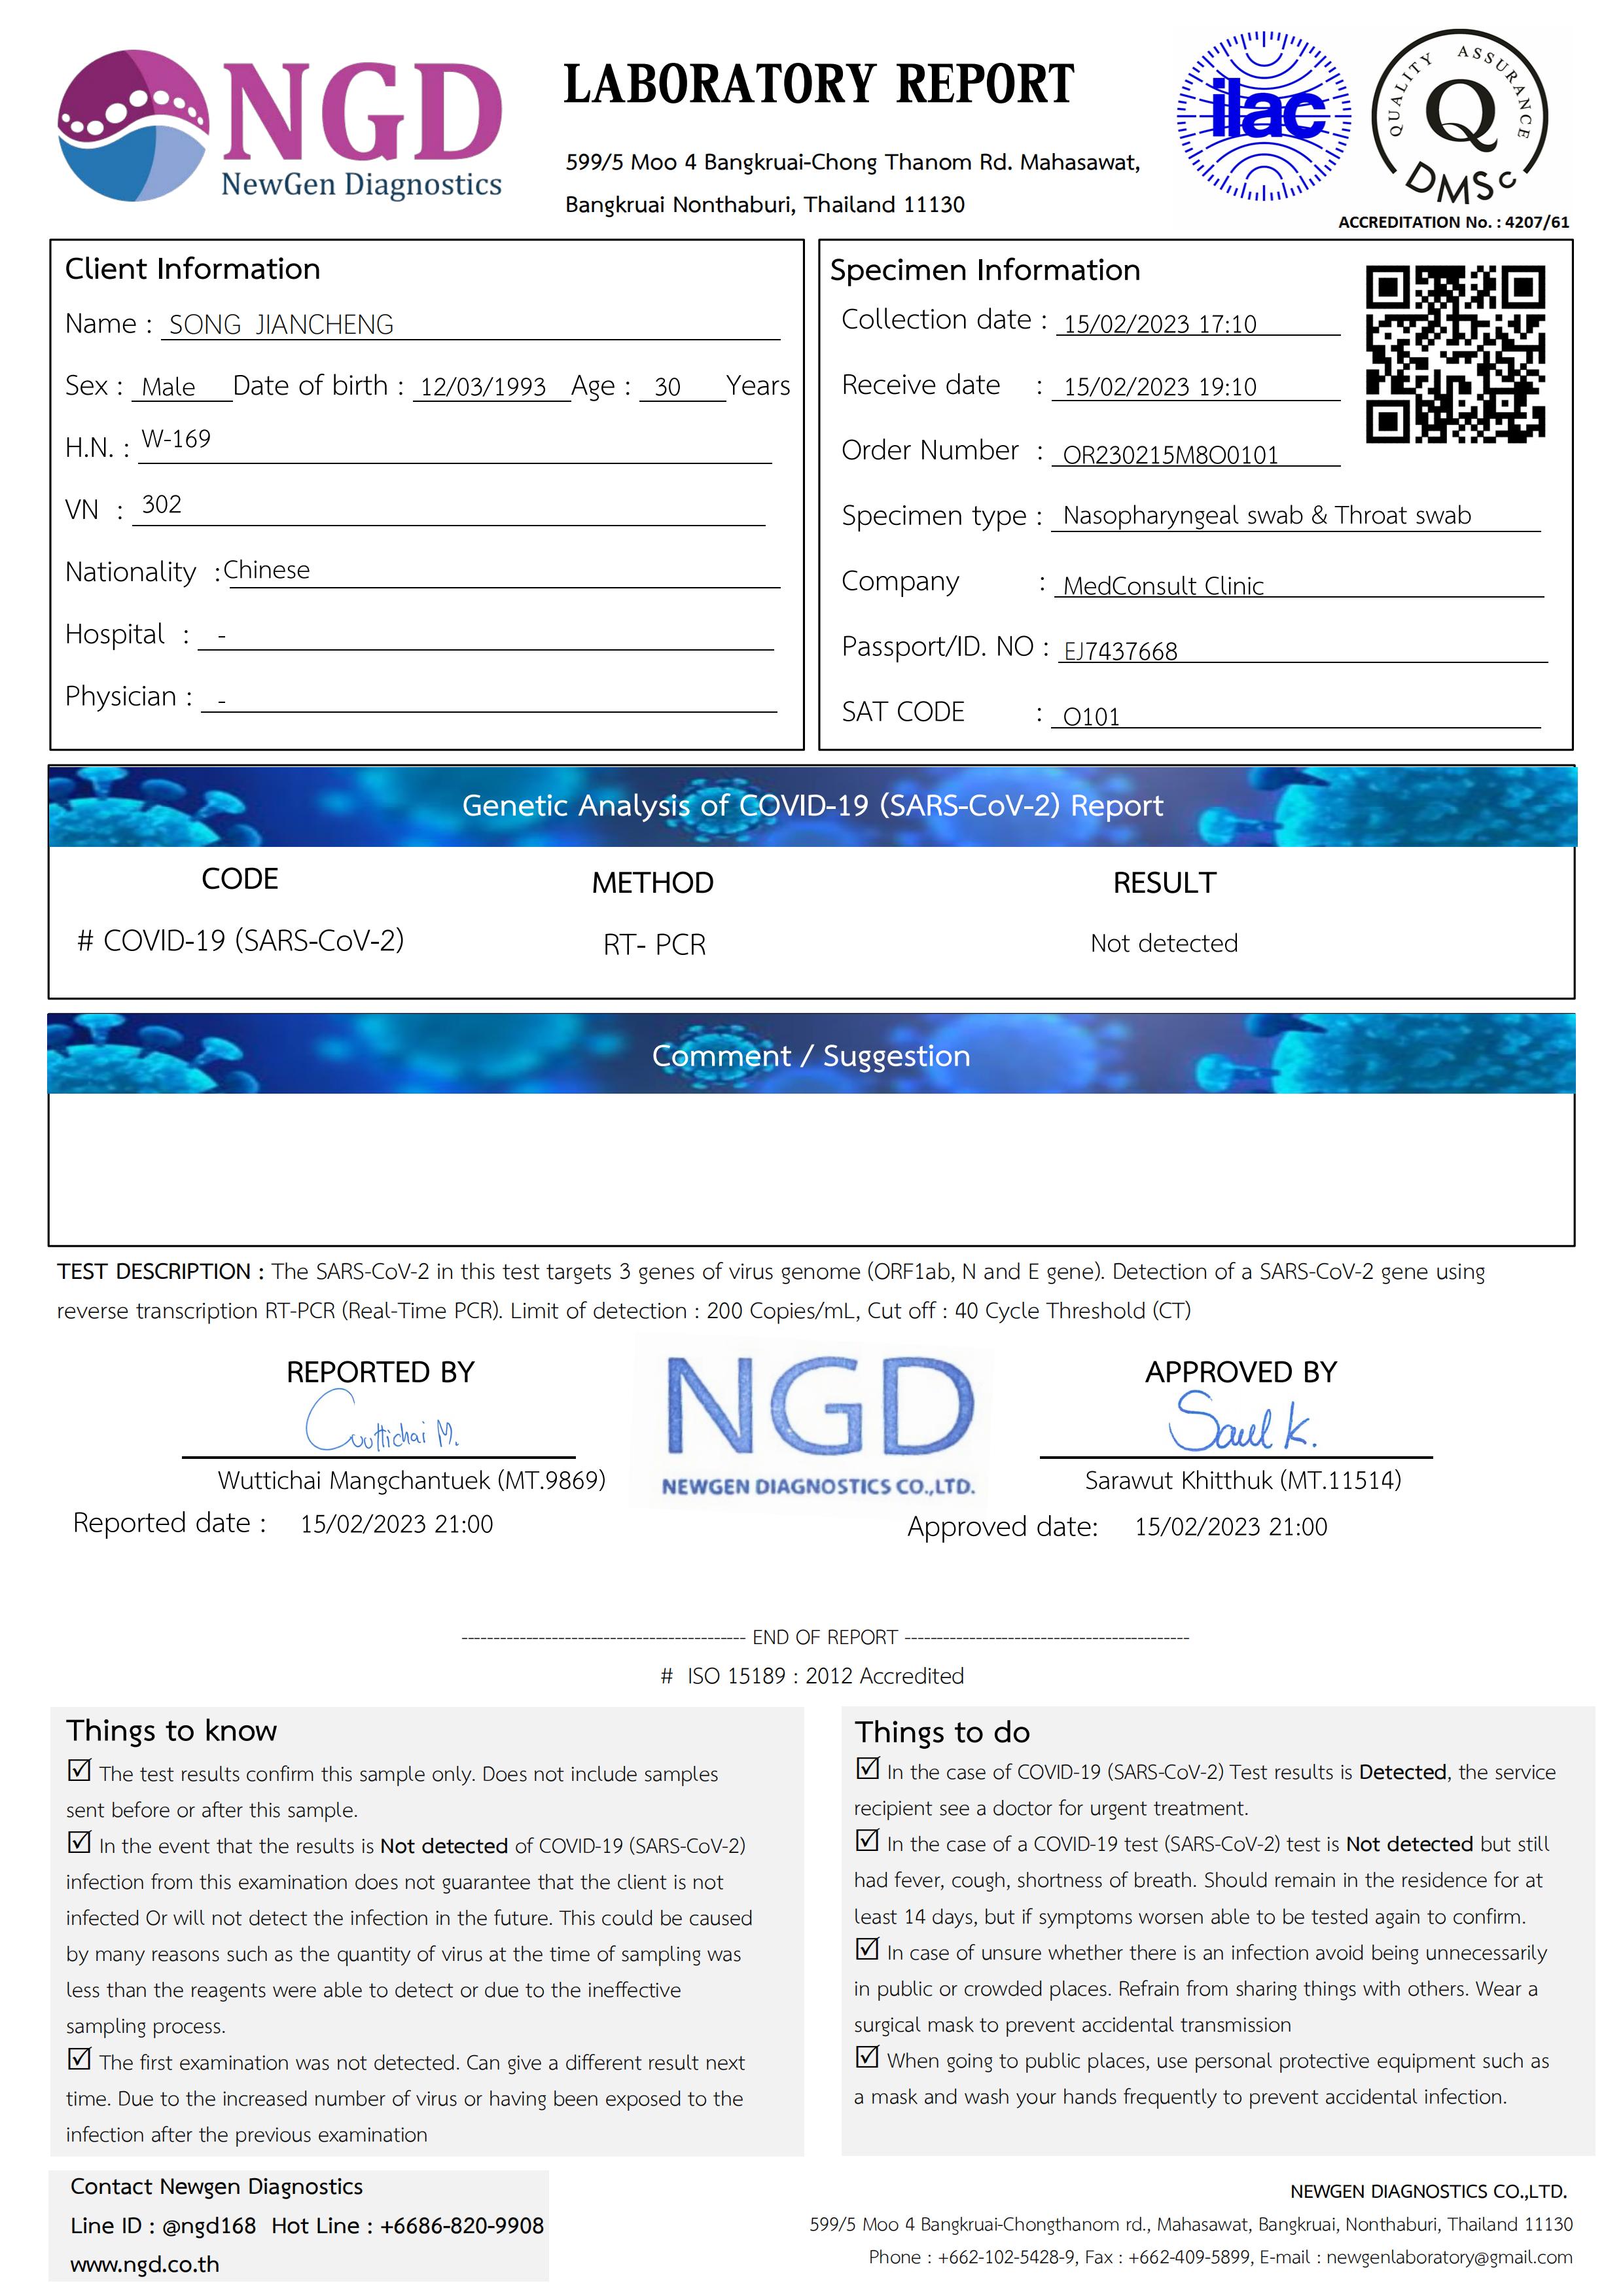 NGD
NewGen Diagnostics
LABORATORY REPORT
599/5 Moo 4 Bangkruai-Chong Thanom Rd. Mahasawat,
Bangkruai Nonthaburi, Thailand 11130
ilac
QUALITY ASSURANCE
Q
DMSc
ACCREDITATION No. : 4207/61
Client Information
Name : SONG JIANCHENG
Sex : Male Date of birth : 12/03/1993 Age : 30 Years
H.N. : W-169
VN : 302
Nationality : Chinese
Hospital : -
Physician : -
Specimen Information
Collection date : 15/02/2023 17:10
Receive date : 15/02/2023 19:10
Order Number : OR230215M8O0101
Specimen type : Nasopharyngeal swab & Throat swab
Company : MedConsult Clinic
Passport/ID. NO : EJ7437668
SAT CODE : O101
Genetic Analysis of COVID-19 (SARS-CoV-2) Report
CODE METHOD RESULT
# COVID-19 (SARS-CoV-2) RT- PCR Not detected
Comment / Suggestion
TEST DESCRIPTION : The SARS-CoV-2 in this test targets 3 genes of virus genome (ORF1ab, N and E gene). Detection of a SARS-CoV-2 gene using
reverse transcription RT-PCR (Real-Time PCR). Limit of detection : 200 Copies/mL, Cut off : 40 Cycle Threshold (CT)
REPORTED BY
Wuttichai M.
Wuttichai Mangchantuek (MT.9869)
Reported date : 15/02/2023 21:00
NGD
NEWGEN DIAGNOSTICS CO.,LTD.
APPROVED BY
Sarawut Khitthuk (MT.11514)
Approved date: 15/02/2023 21:00
-------------------------------------------- END OF REPORT --------------------------------------------
# ISO 15189 : 2012 Accredited
Things to know
☑ The test results confirm this sample only. Does not include samples
sent before or after this sample.
☑ In the event that the results is Not detected of COVID-19 (SARS-CoV-2)
infection from this examination does not guarantee that the client is not
infected Or will not detect the infection in the future. This could be caused
by many reasons such as the quantity of virus at the time of sampling was
less than the reagents were able to detect or due to the ineffective
sampling process.
☑ The first examination was not detected. Can give a different result next
time. Due to the increased number of virus or having been exposed to the
infection after the previous examination
Things to do
☑ In the case of COVID-19 (SARS-CoV-2) Test results is Detected, the service
recipient see a doctor for urgent treatment.
☑ In the case of a COVID-19 test (SARS-CoV-2) test is Not detected but still
had fever, cough, shortness of breath. Should remain in the residence for at
least 14 days, but if symptoms worsen able to be tested again to confirm.
☑ In case of unsure whether there is an infection avoid being unnecessarily
in public or crowded places. Refrain from sharing things with others. Wear a
surgical mask to prevent accidental transmission
☑ When going to public places, use personal protective equipment such as
a mask and wash your hands frequently to prevent accidental infection.
Contact Newgen Diagnostics
Line ID : @ngd168 Hot Line : +6686-820-9908
www.ngd.co.th
NEWGEN DIAGNOSTICS CO.,LTD.
599/5 Moo 4 Bangkruai-Chongthanom rd., Mahasawat, Bangkruai, Nonthaburi, Thailand 11130
Phone : +662-102-5428-9, Fax : +662-409-5899, E-mail : newgenlaboratory@gmail.com